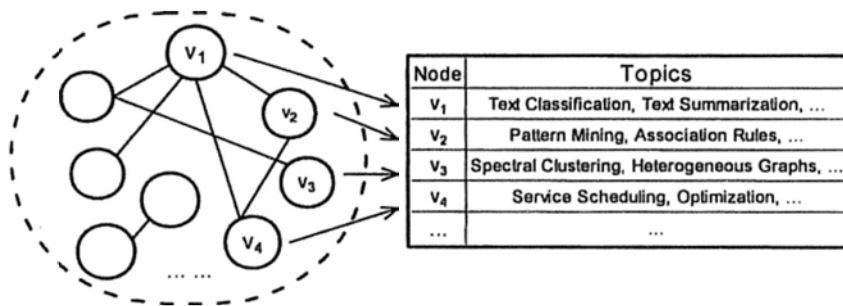 V1
V2
V3
V4
... ...
Node Topics
V1 Text Classification, Text Summarization, ...
V2 Pattern Mining, Association Rules, ...
V3 Spectral Clustering, Heterogeneous Graphs, ...
V4 Service Scheduling, Optimization, ...
... ...